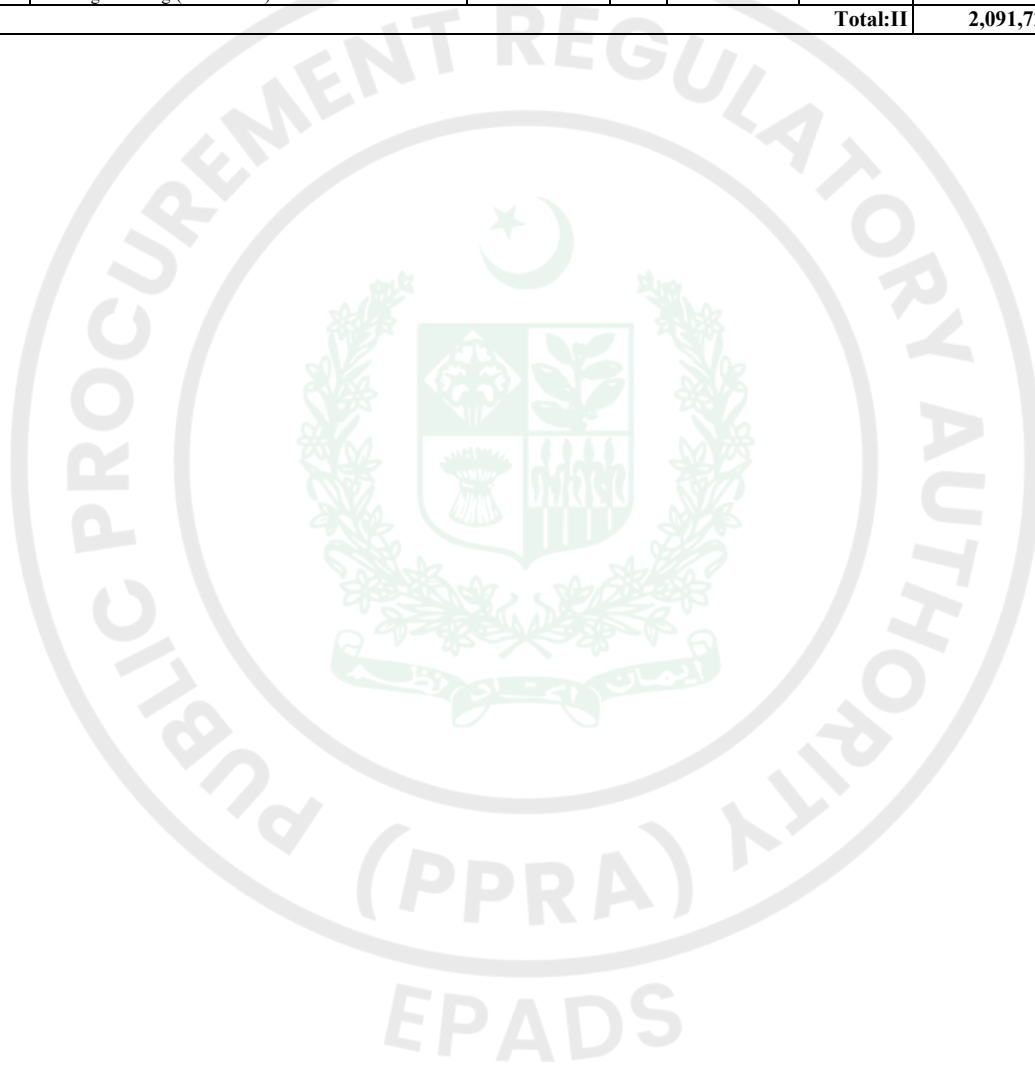 Total:II 2,091,7
PUBLIC PROCUREMENT REGULATORY AUTHORITY
(PPRA)
EPADS